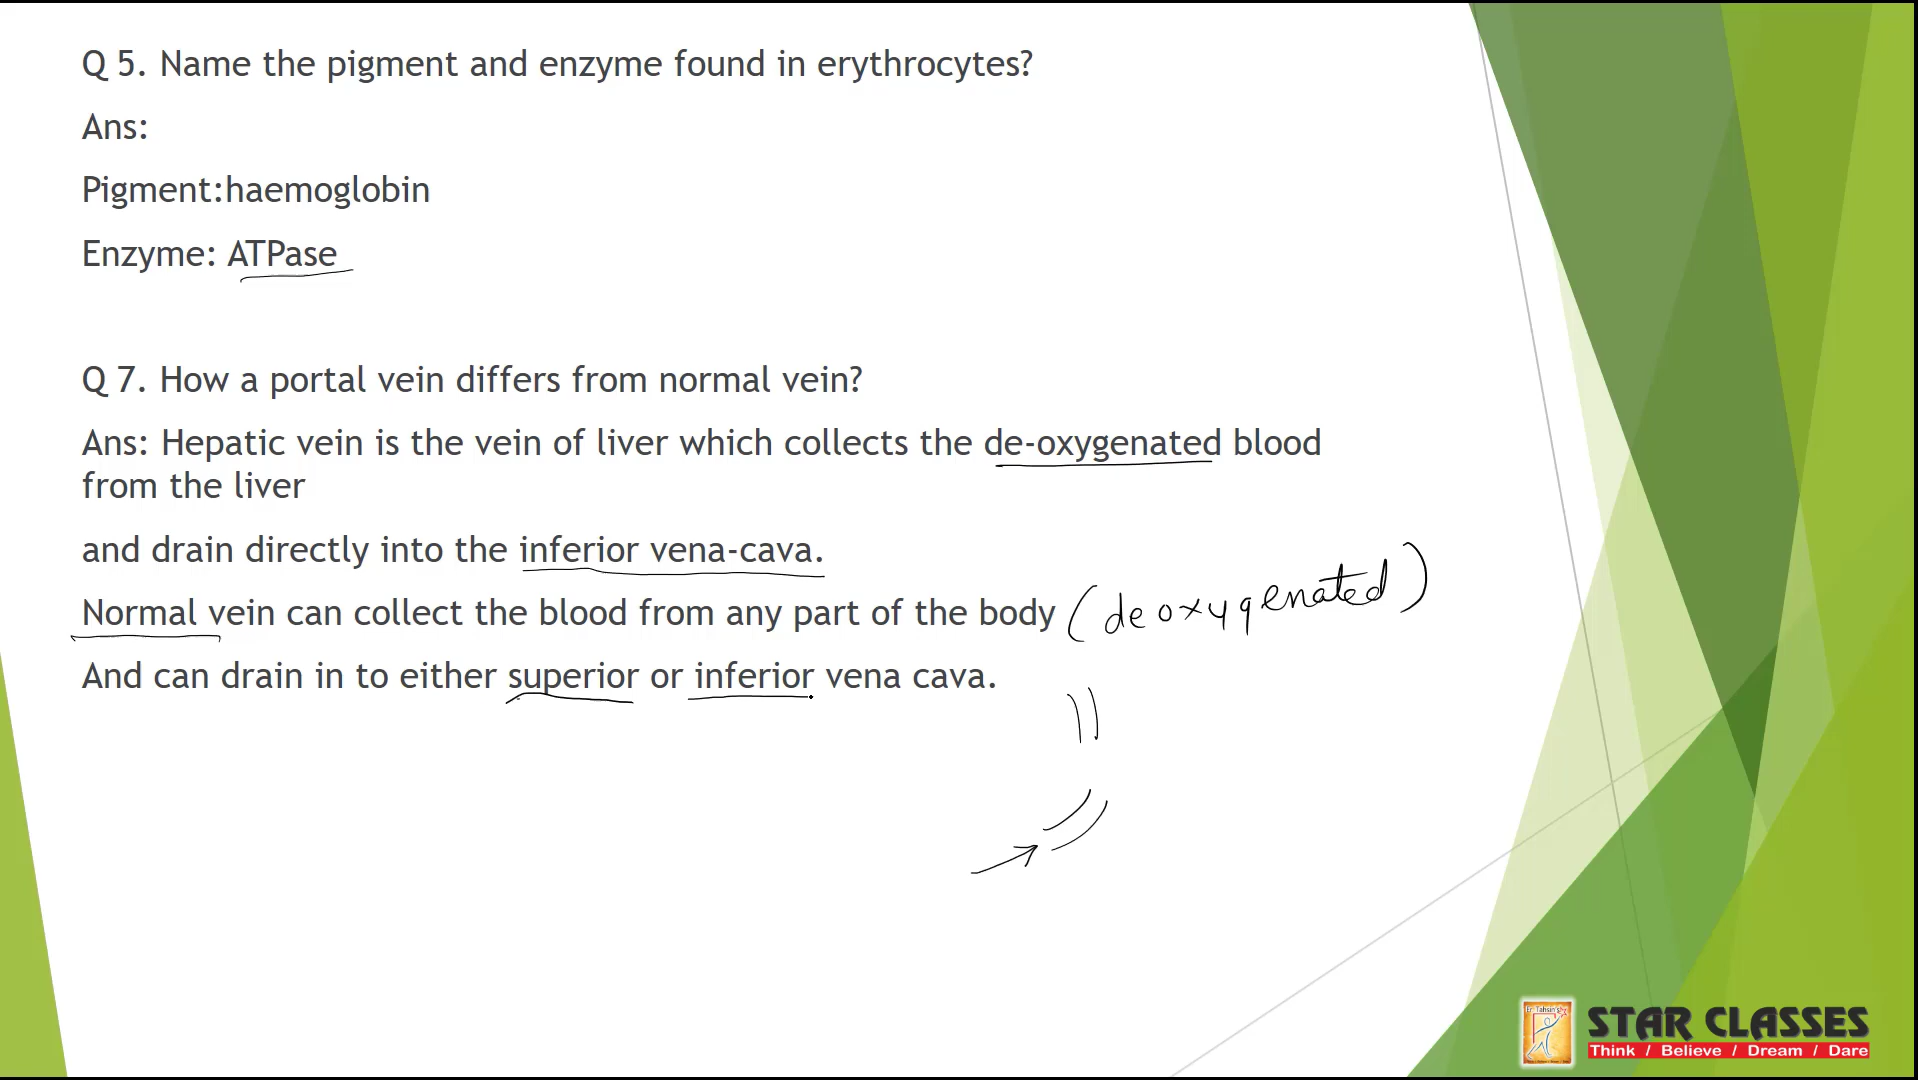 Q 5. Name the pigment and enzyme found in erythrocytes?
Ans:
Pigment:haemoglobin
Enzyme: ATPase
Q 7. How a portal vein differs from normal vein?
Ans: Hepatic vein is the vein of liver which collects the de-oxygenated blood
from the liver
and drain directly into the inferior vena-cava.
Normal vein can collect the blood from any part of the body (deoxygenated)
And can drain in to either superior or inferior vena cava.
Er. Tahsin's
STAR CLASSES
Think / Believe / Dream / Dare